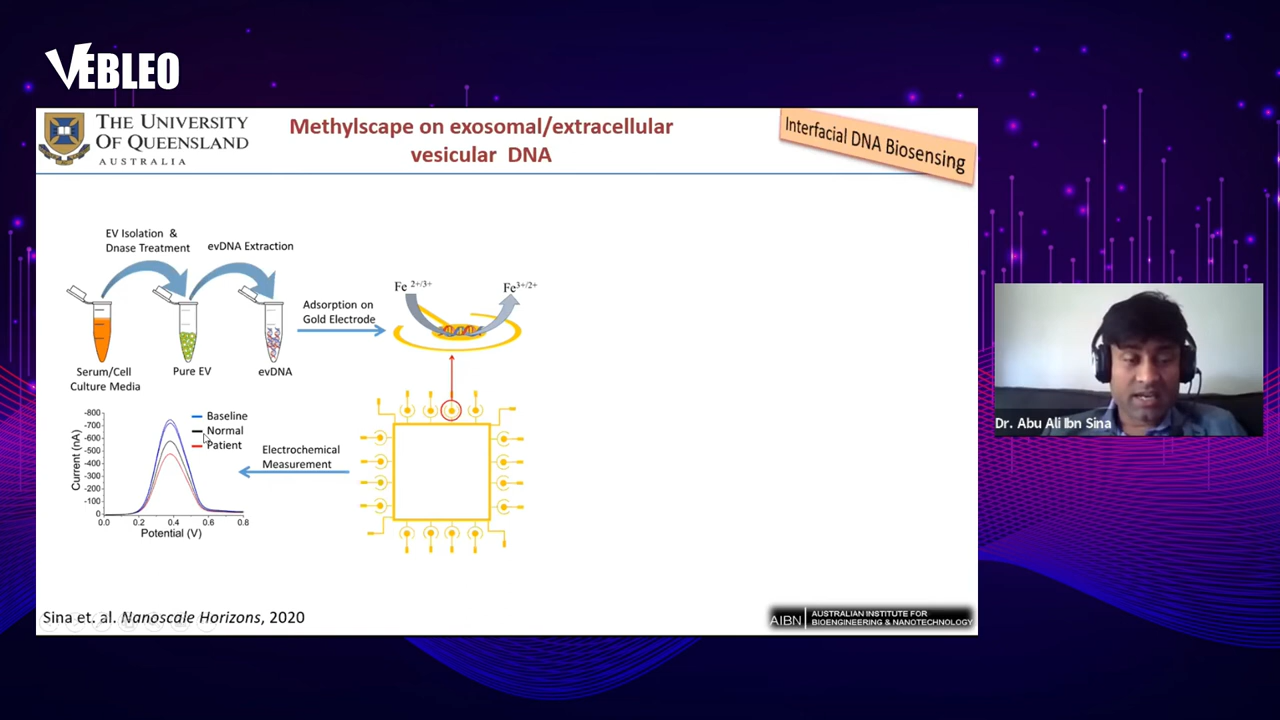 VEBLEO
THE UNIVERSITY
OF QUEENSLAND
AUSTRALIA
Methylscape on exosomal/extracellular
vesicular DNA
Interfacial DNA Biosensing
EV Isolation &
Dnase Treatment
evDNA Extraction
Adsorption on
Gold Electrode
Fe 2+/3+
Fe3+/2+
Serum/Cell
Culture Media
Pure EV
evDNA
-800
-700
-600
-500
-400
-300
-200
-100
0
Current (nA)
Baseline
Normal
Patient
0.0 0.2 0.4 0.6 0.8
Potential (V)
Electrochemical
Measurement
Dr. Abu Ali Ibn Sina
Sina et. al. Nanoscale Horizons, 2020
AIBN
AUSTRALIAN INSTITUTE FOR
BIOENGINEERING & NANOTECHNOLOGY